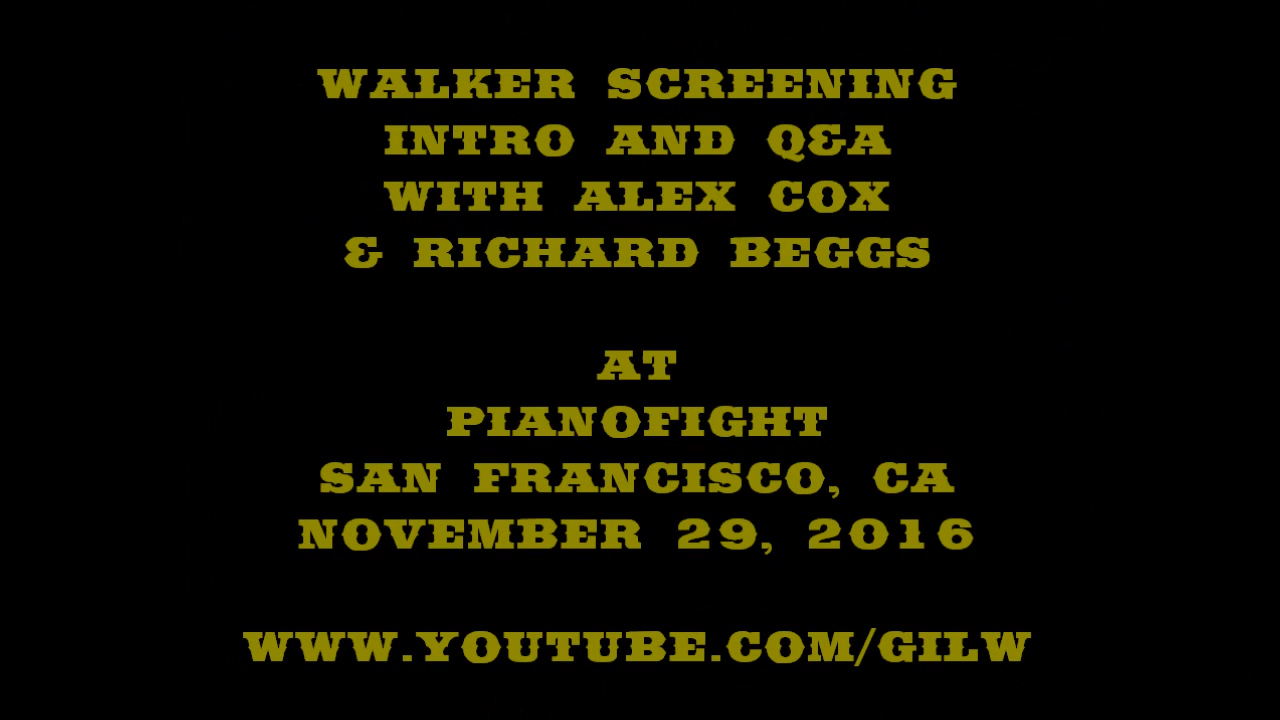 WALKER SCREENING
INTRO AND Q&A
WITH ALEX COX
& RICHARD BEGGS
AT
PIANOFIGHT
SAN FRANCISCO, CA
NOVEMBER 29, 2016
WWW.YOUTUBE.COM/GILW